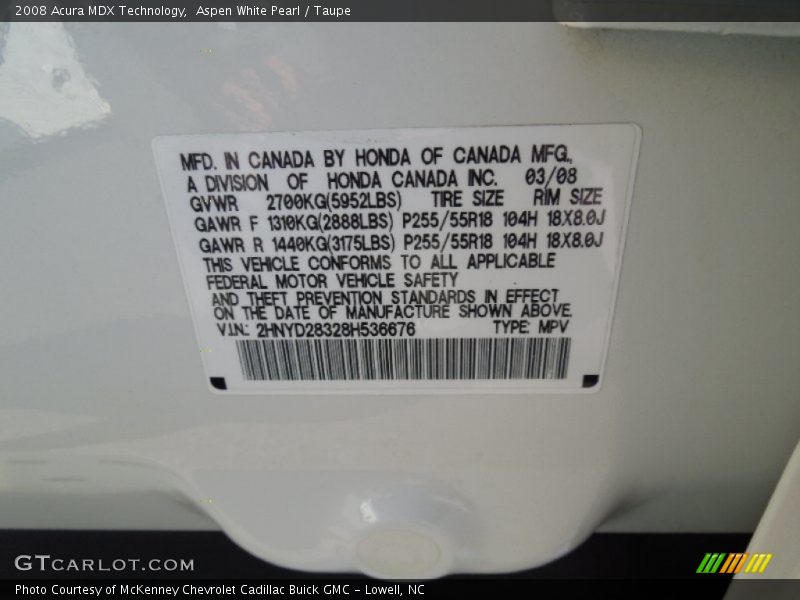 2008 Acura MDX Technology,  Aspen White Pearl / Taupe
MFD. IN CANADA BY HONDA OF CANADA MFG.,
A DIVISION OF HONDA CANADA INC. 03/08
GVWR 2700KG(5952LBS) TIRE SIZE RIM SIZE
GAWR F 1310KG(2888LBS) P255/55R18 104H 18X8.0J
GAWR R 1440KG(3175LBS) P255/55R18 104H 18X8.0J
THIS VEHICLE CONFORMS TO ALL APPLICABLE
FEDERAL MOTOR VEHICLE SAFETY
AND THEFT PREVENTION STANDARDS IN EFFECT
ON THE DATE OF MANUFACTURE SHOWN ABOVE.
V.I.N.: 2HNYD28328H536676 TYPE: MPV
GTCARLOT.COM
Photo Courtesy of McKenney Chevrolet Cadillac Buick GMC - Lowell, NC